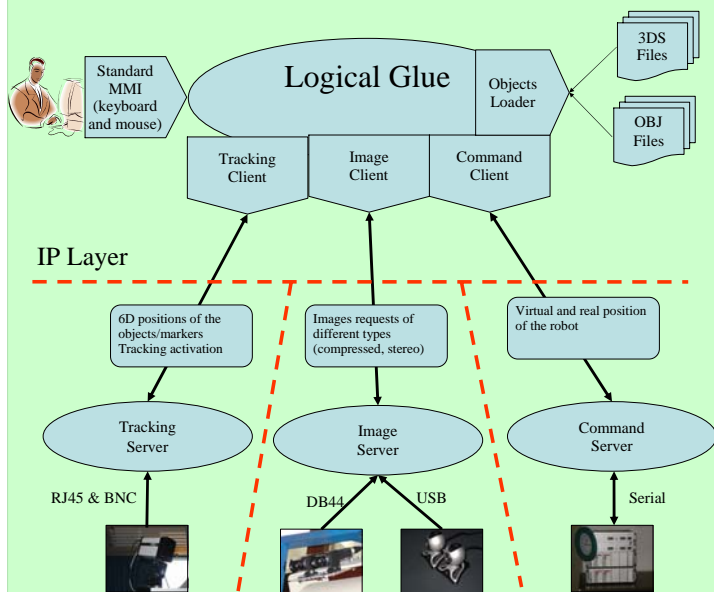 Standard
MMI
(keyboard
and mouse)
Logical Glue
Objects
Loader
3DS
Files
OBJ
Files
Tracking
Client
Image
Client
Command
Client
IP Layer
6D positions of the
objects/markers
Tracking activation
Images requests of
different types
(compressed, stereo)
Virtual and real position
of the robot
Tracking
Server
Image
Server
Command
Server
RJ45 & BNC
DB44
USB
Serial